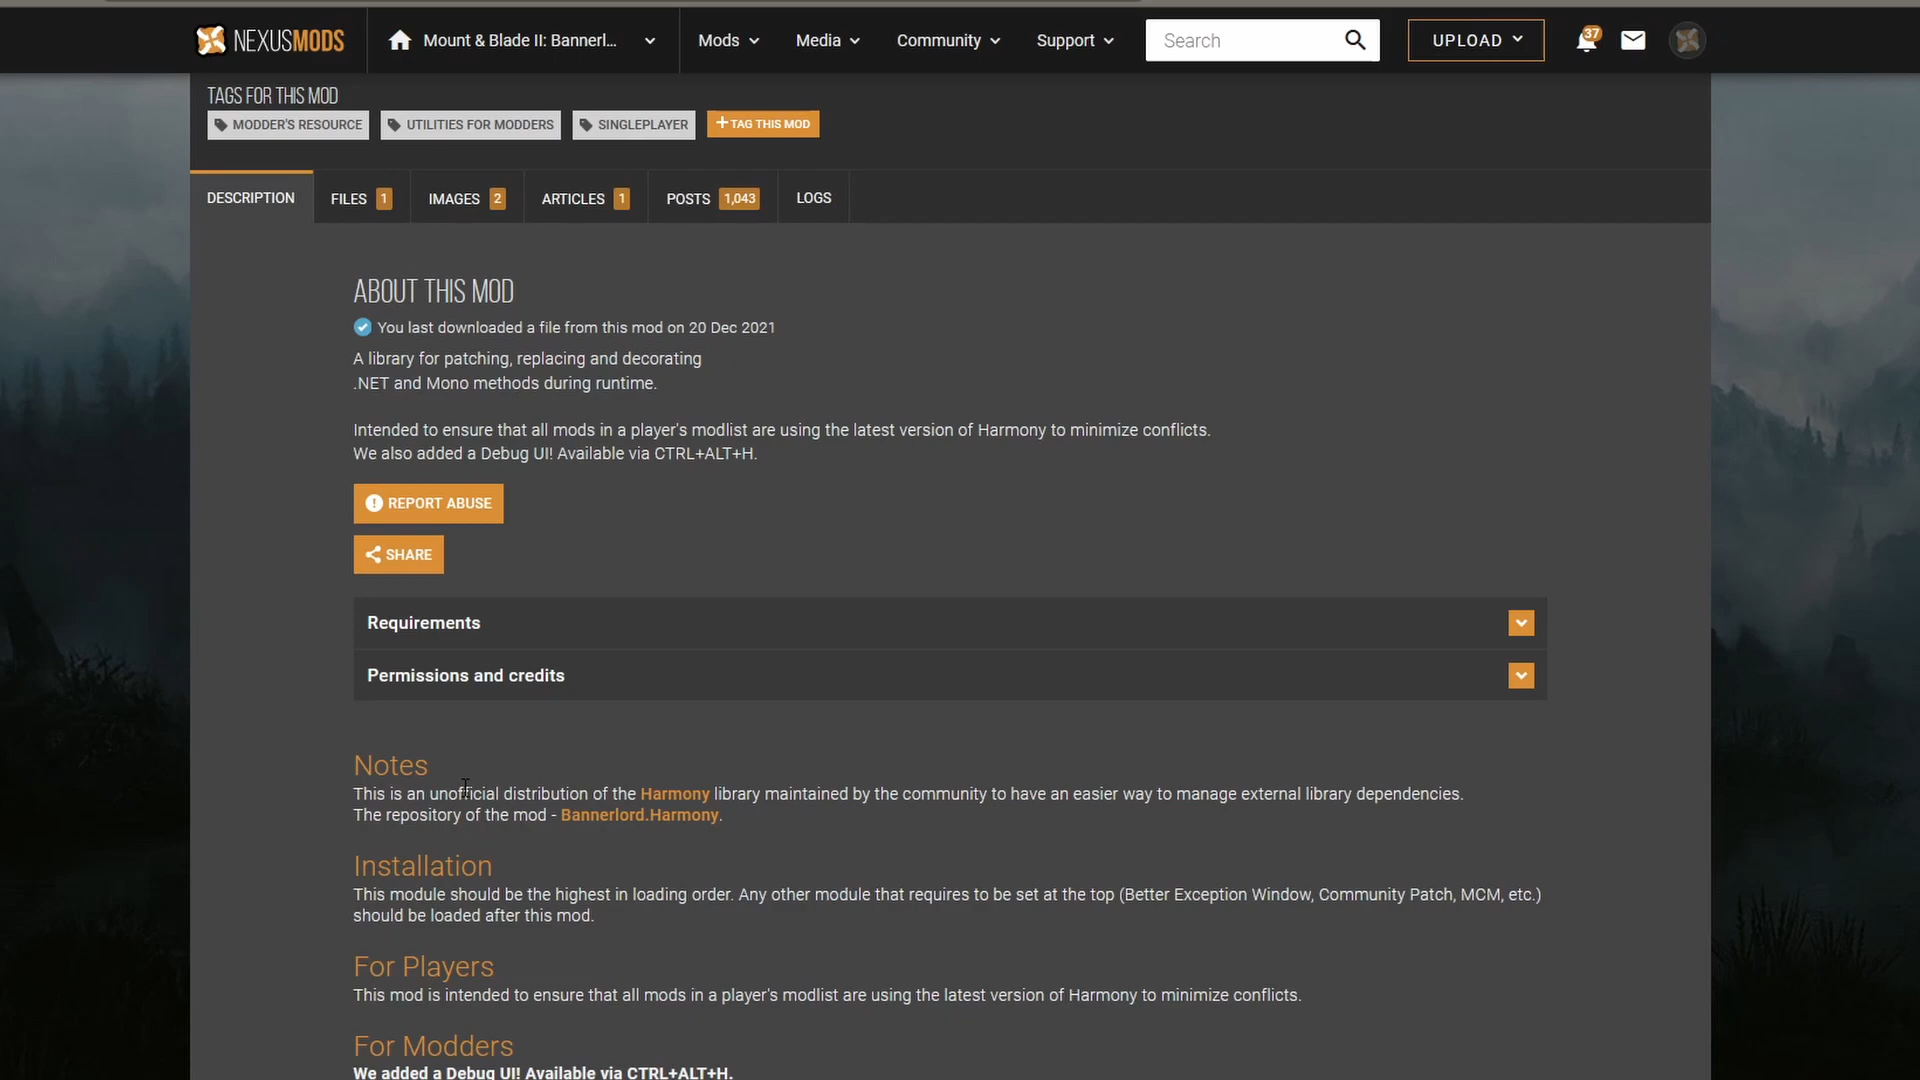 NEXUSMODS
Mount & Blade II: Bannerl...
Mods
Media
Community
Support
Search
UPLOAD
37
TAGS FOR THIS MOD
MODDER'S RESOURCE
UTILITIES FOR MODDERS
SINGLEPLAYER
+TAG THIS MOD
DESCRIPTION
FILES 1
IMAGES 2
ARTICLES 1
POSTS 1,043
LOGS
ABOUT THIS MOD
You last downloaded a file from this mod on 20 Dec 2021
A library for patching, replacing and decorating
.NET and Mono methods during runtime.
Intended to ensure that all mods in a player's modlist are using the latest version of Harmony to minimize conflicts.
We also added a Debug UI! Available via CTRL+ALT+H.
REPORT ABUSE
SHARE
Requirements
Permissions and credits
Notes
This is an unofficial distribution of the Harmony library maintained by the community to have an easier way to manage external library dependencies.
The repository of the mod - Bannerlord.Harmony.
Installation
This module should be the highest in loading order. Any other module that requires to be set at the top (Better Exception Window, Community Patch, MCM, etc.)
should be loaded after this mod.
For Players
This mod is intended to ensure that all mods in a player's modlist are using the latest version of Harmony to minimize conflicts.
For Modders
We added a Debug UI! Available via CTRL+ALT+H.